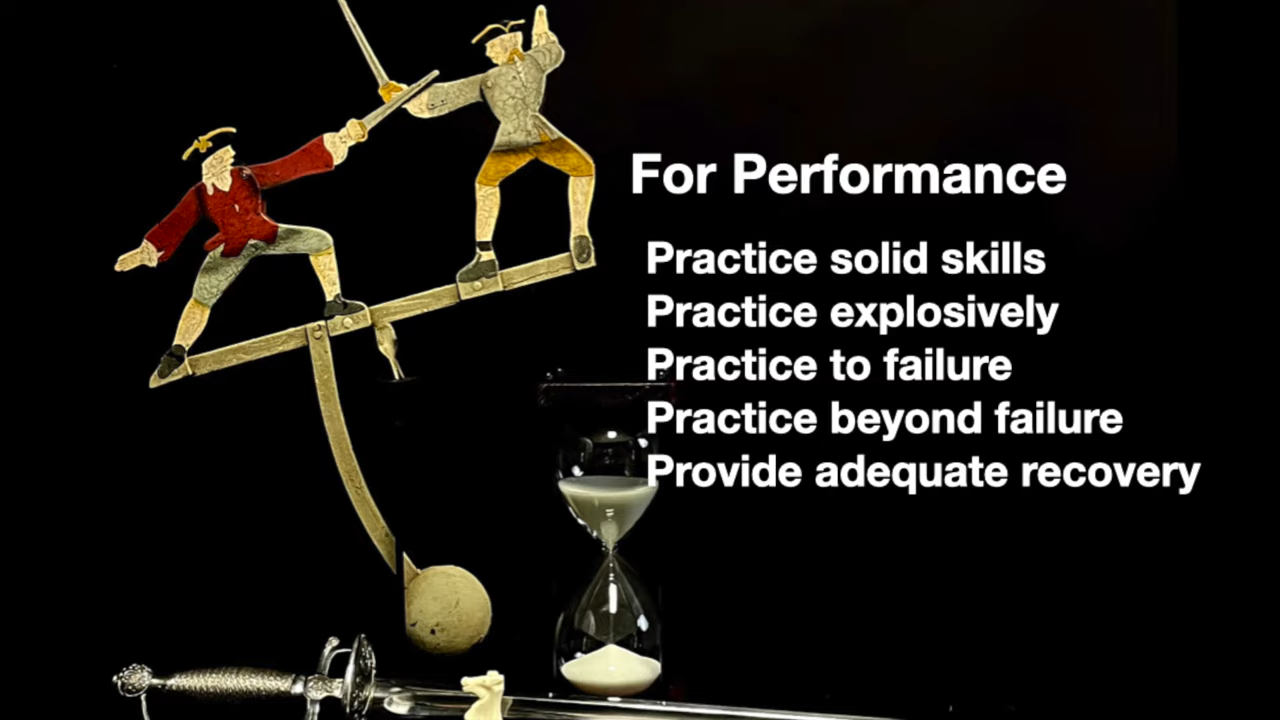 For Performance
Practice solid skills
Practice explosively
Practice to failure
Practice beyond failure
Provide adequate recovery